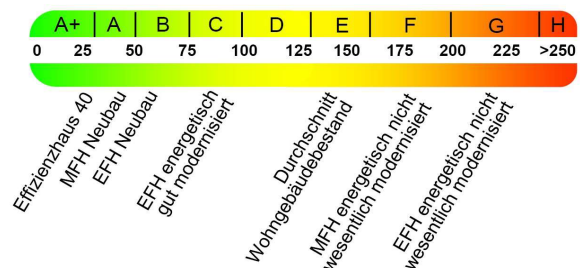 A+ A B C D E F G H
0 25 50 75 100 125 150 175 200 225 >250
Effizienzhaus 40
MFH Neubau
EFH Neubau
EFH energetisch
gut modernisiert
Durchschnitt
Wohngebäudebestand
MFH energetisch nicht
wesentlich modernisiert
EFH energetisch nicht
wesentlich modernisiert